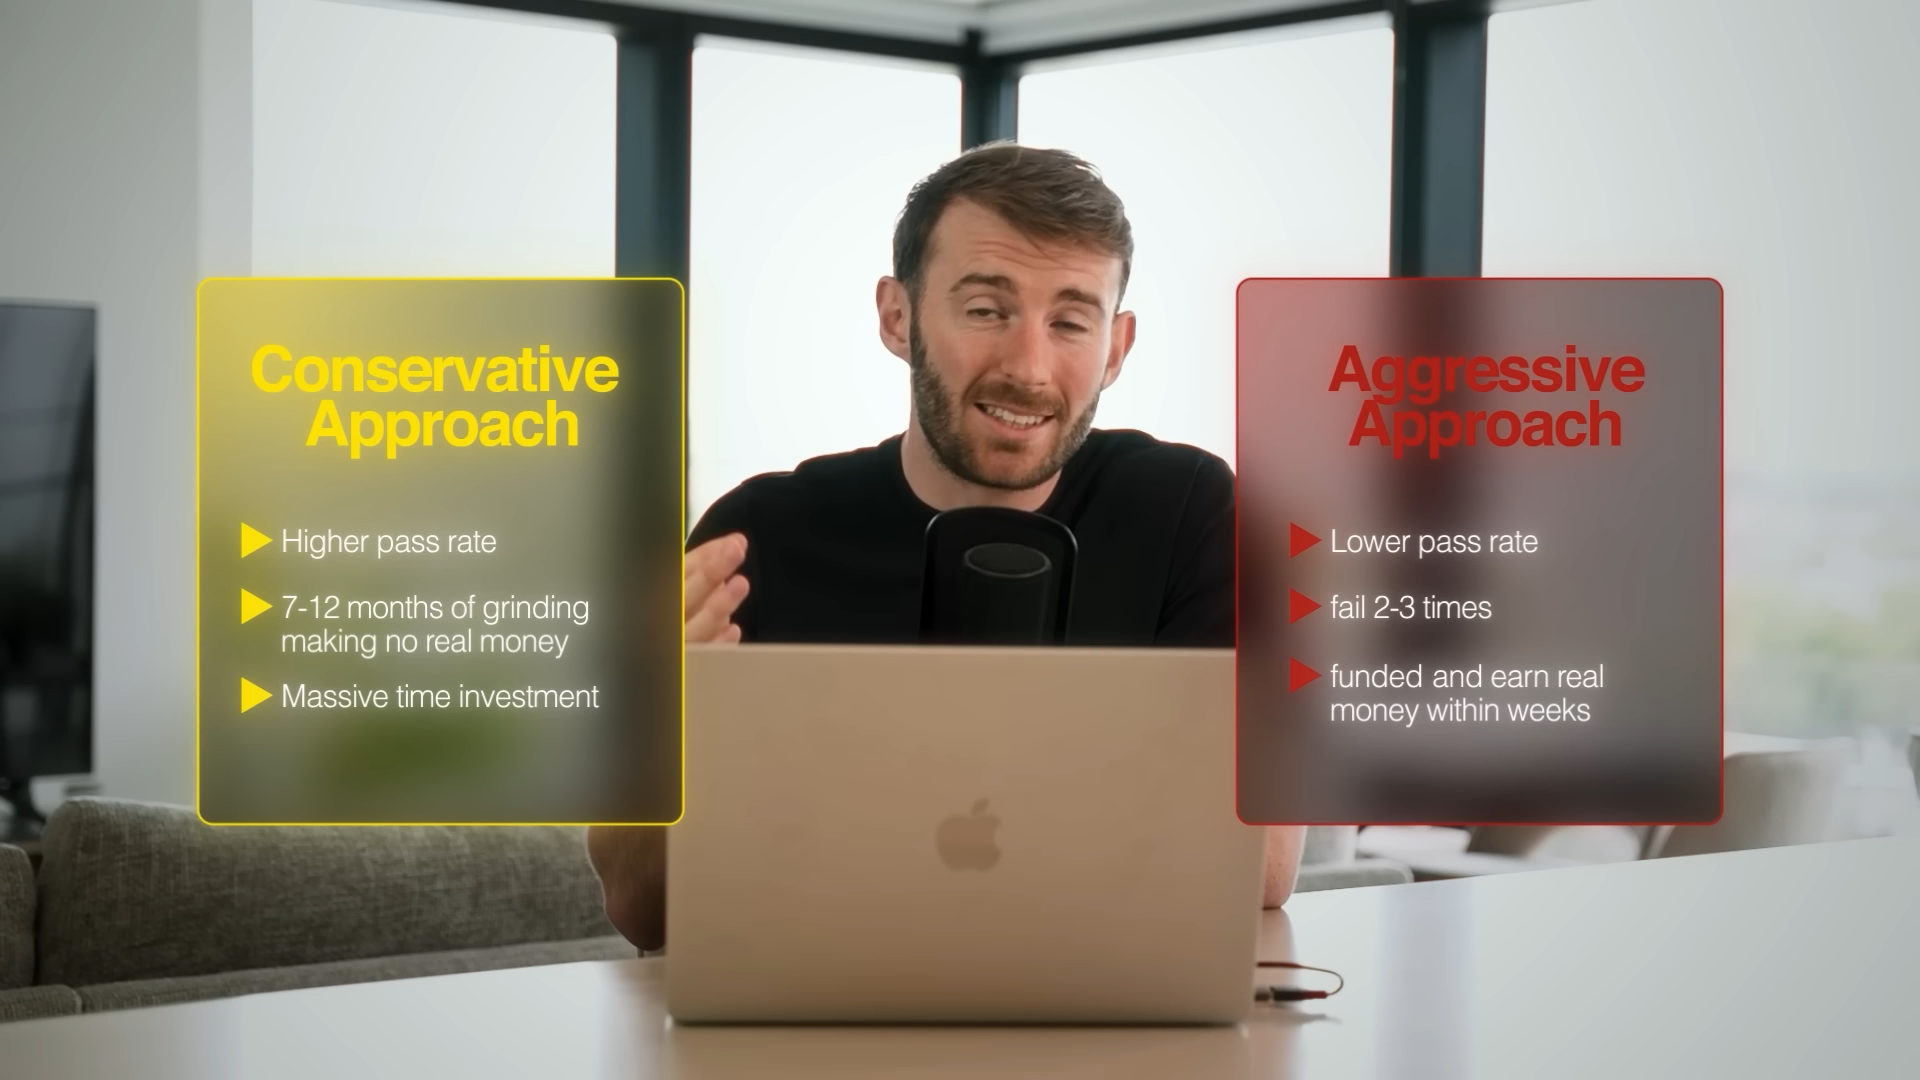 Conservative
Approach
Higher pass rate
7-12 months of grinding
making no real money
Massive time investment
Aggressive
Approach
Lower pass rate
fail 2-3 times
funded and earn real
money within weeks